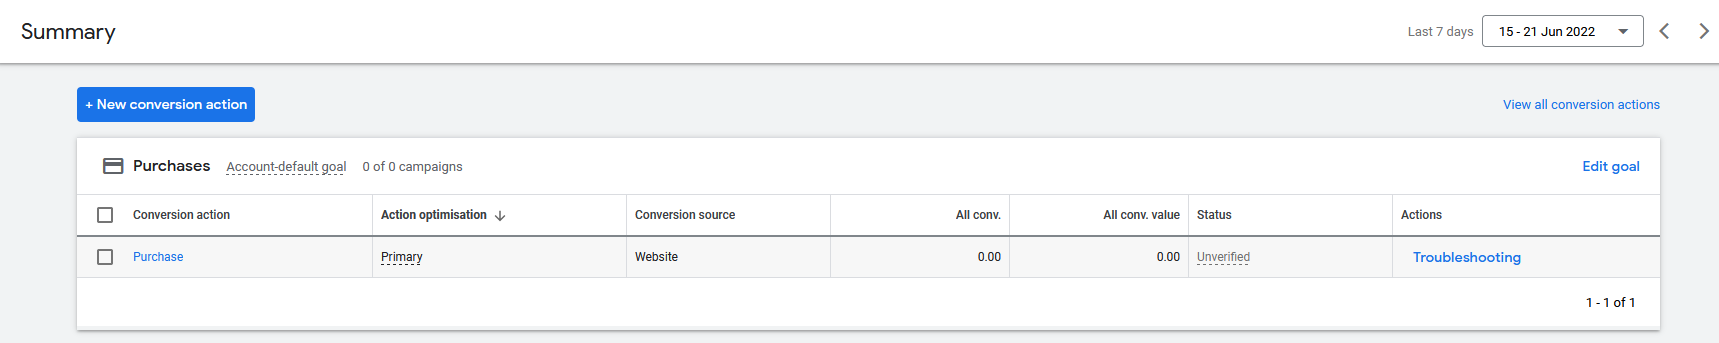 Summary
Last 7 days 15 - 21 Jun 2022
+ New conversion action
View all conversion actions
Purchases Account-default goal 0 of 0 campaigns Edit goal
Conversion action Action optimisation Conversion source All conv. All conv. value Status Actions
Purchase Primary Website 0.00 0.00 Unverified Troubleshooting
1 - 1 of 1